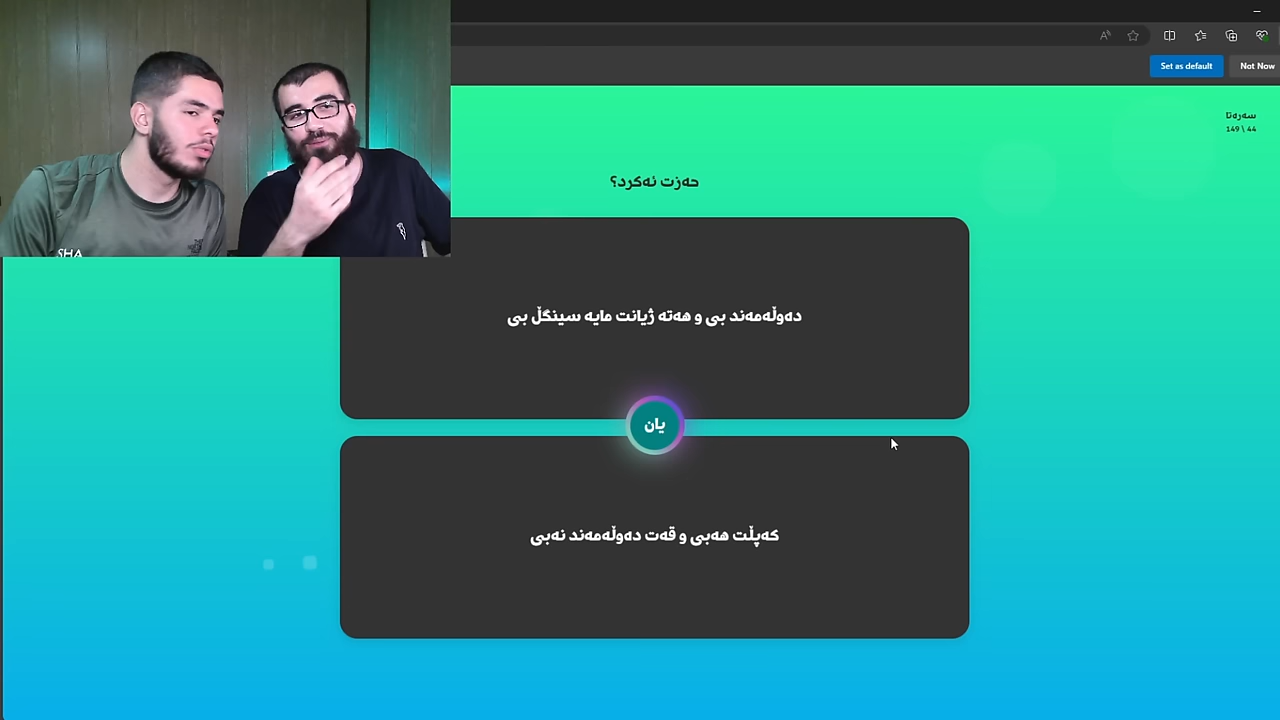 Set as default
Not Now
سەرەتا
149 \ 44
حەزت ئەکرد؟
دەوڵەمەند بی و هەتە ژیانت مایە سینگڵ بی
یان
کەپڵت هەبی و قەت دەوڵەمەند نەبی
SHA